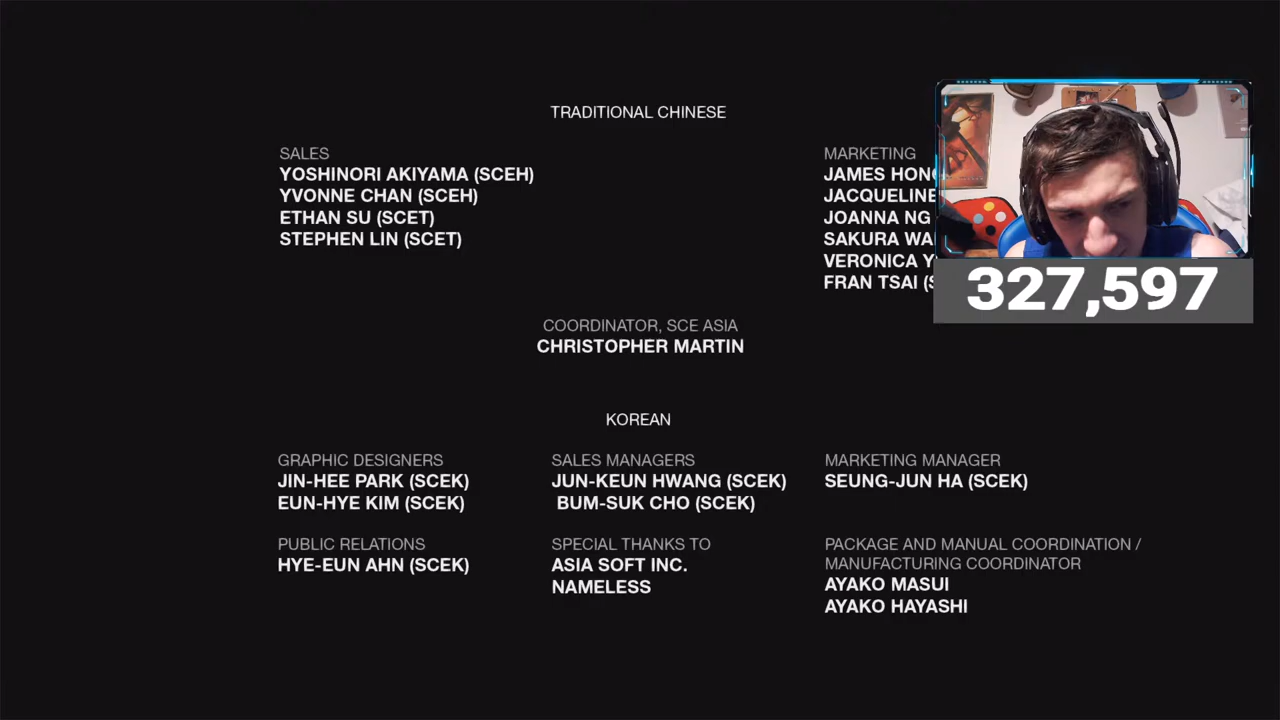 TRADITIONAL CHINESE
SALES
YOSHINORI AKIYAMA (SCEH)
YVONNE CHAN (SCEH)
ETHAN SU (SCET)
STEPHEN LIN (SCET)
MARKETING
JAMES
JACQUELINE
JOANNA NG
SAKURA
VERONICA
FRAN TSAI
327,597
COORDINATOR, SCE ASIA
CHRISTOPHER MARTIN
KOREAN
GRAPHIC DESIGNERS
JIN-HEE PARK (SCEK)
EUN-HYE KIM (SCEK)
SALES MANAGERS
JUN-KEUN HWANG (SCEK)
BUM-SUK CHO (SCEK)
MARKETING MANAGER
SEUNG-JUN HA (SCEK)
PUBLIC RELATIONS
HYE-EUN AHN (SCEK)
SPECIAL THANKS TO
ASIA SOFT INC.
NAMELESS
PACKAGE AND MANUAL COORDINATION /
MANUFACTURING COORDINATOR
AYAKO MASUI
AYAKO HAYASHI